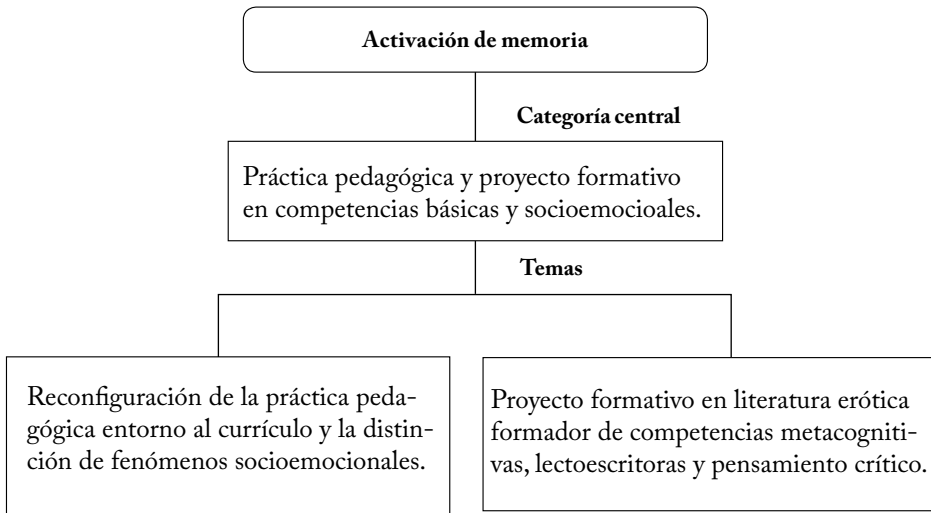 Activación de memoria
Categoría central
Práctica pedagógica y proyecto formativo
en competencias básicas y socioemocioales.
Temas
Reconfiguración de la práctica peda-
gógica entorno al currículo y la distin-
ción de fenómenos socioemocionales.
Proyecto formativo en literatura erótica
formador de competencias metacogniti-
vas, lectoescritoras y pensamiento crítico.